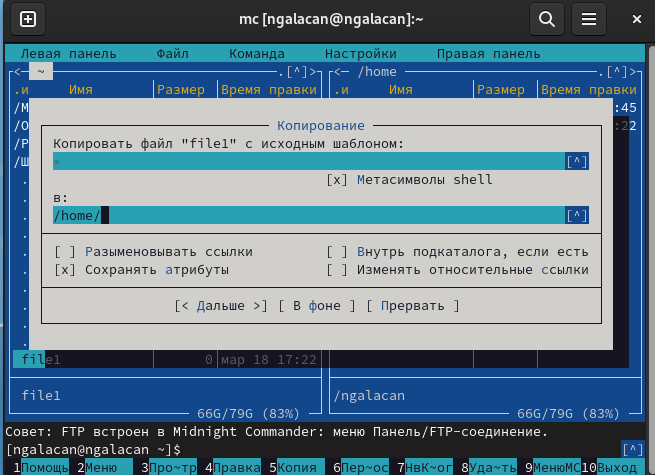 mc [ngalacan@ngalacan]:~
Левая панель Файл Команда Настройки Правая панель
<─ ~ .[^]> <─ /home .[^]>
.и Имя Размер Время правки .и Имя Размер Время правки
/М :45
/О :22
/Р
/Ш
Копирование
Копировать файл "file1" с исходным шаблоном:
* [^]
[x] Метасимволы shell
в:
/home/ [^]
[ ] Разыменовывать ссылки [ ] Внутрь подкаталога, если есть
[x] Сохранять атрибуты [ ] Изменять относительные ссылки
[< Дальше >] [ В фоне ] [ Прервать ]
file1 0 мар 18 17:22
file1 /ngalacan
66G/79G (83%) 66G/79G (83%)
Совет: FTP встроен в Midnight Commander: меню Панель/FTP-соединение.
[ngalacan@ngalacan ~]$ [^]
1Помощь 2Меню 3Про~тр 4Правка 5Копия 6Пер~ос 7НвК~ог 8Уда~ть 9МенюMC 10Выход